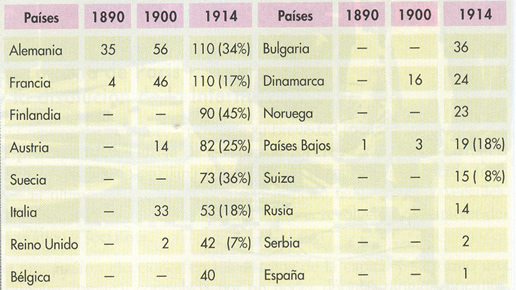 Países 1890 1900 1914 Países 1890 1900 1914
Alemania 35 56 110 (34%) Bulgaria — — 36
Francia 4 46 110 (17%) Dinamarca — 16 24
Finlandia — — 90 (45%) Noruega — — 23
Austria — 14 82 (25%) Países Bajos 1 3 19 (18%)
Suecia — — 73 (36%) Suiza — — 15 ( 8%)
Italia — 33 53 (18%) Rusia — — 14
Reino Unido — 2 42 (7%) Serbia — — 2
Bélgica — — 40 España — — 1